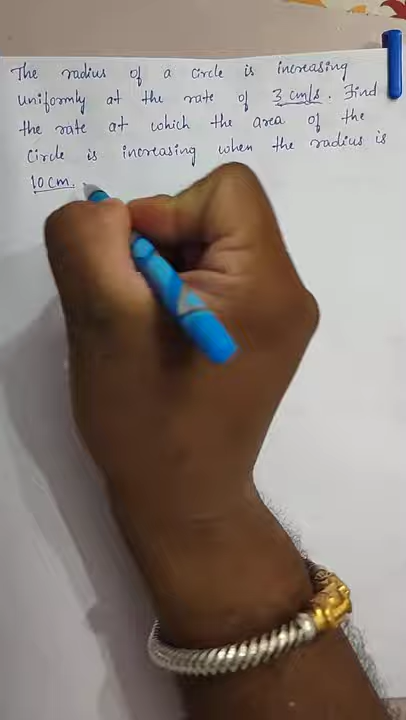 The radius of a circle is increasing
uniformly at the rate of 3 cm/s. Find
the rate at which the area of the
circle is increasing when the radius is
10 cm.